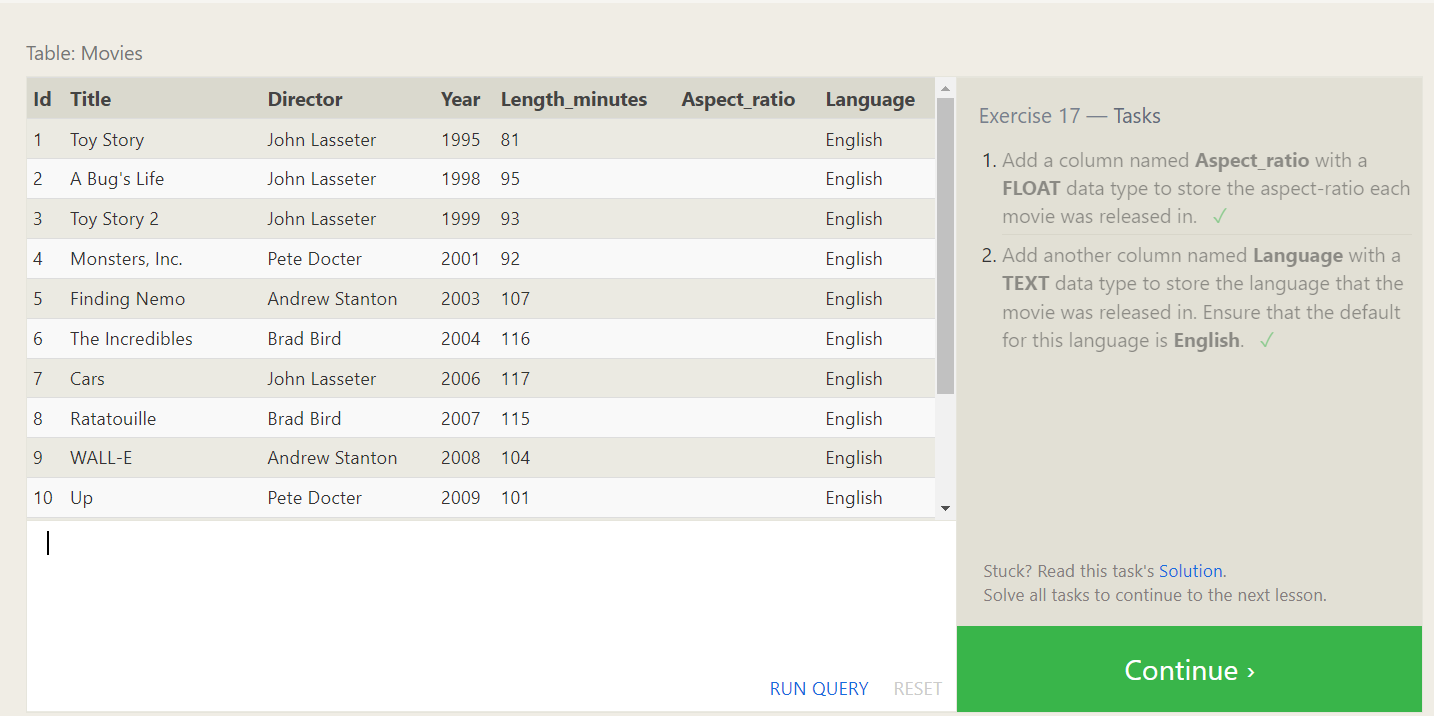 Table: Movies
Id Title Director Year Length_minutes Aspect_ratio Language
1 Toy Story John Lasseter 1995 81 English
2 A Bug's Life John Lasseter 1998 95 English
3 Toy Story 2 John Lasseter 1999 93 English
4 Monsters, Inc. Pete Docter 2001 92 English
5 Finding Nemo Andrew Stanton 2003 107 English
6 The Incredibles Brad Bird 2004 116 English
7 Cars John Lasseter 2006 117 English
8 Ratatouille Brad Bird 2007 115 English
9 WALL-E Andrew Stanton 2008 104 English
10 Up Pete Docter 2009 101 English
RUN QUERY RESET
Exercise 17 — Tasks
1. Add a column named Aspect_ratio with a
FLOAT data type to store the aspect-ratio each
movie was released in. ✓
2. Add another column named Language with a
TEXT data type to store the language that the
movie was released in. Ensure that the default
for this language is English. ✓
Stuck? Read this task's Solution.
Solve all tasks to continue to the next lesson.
Continue ›